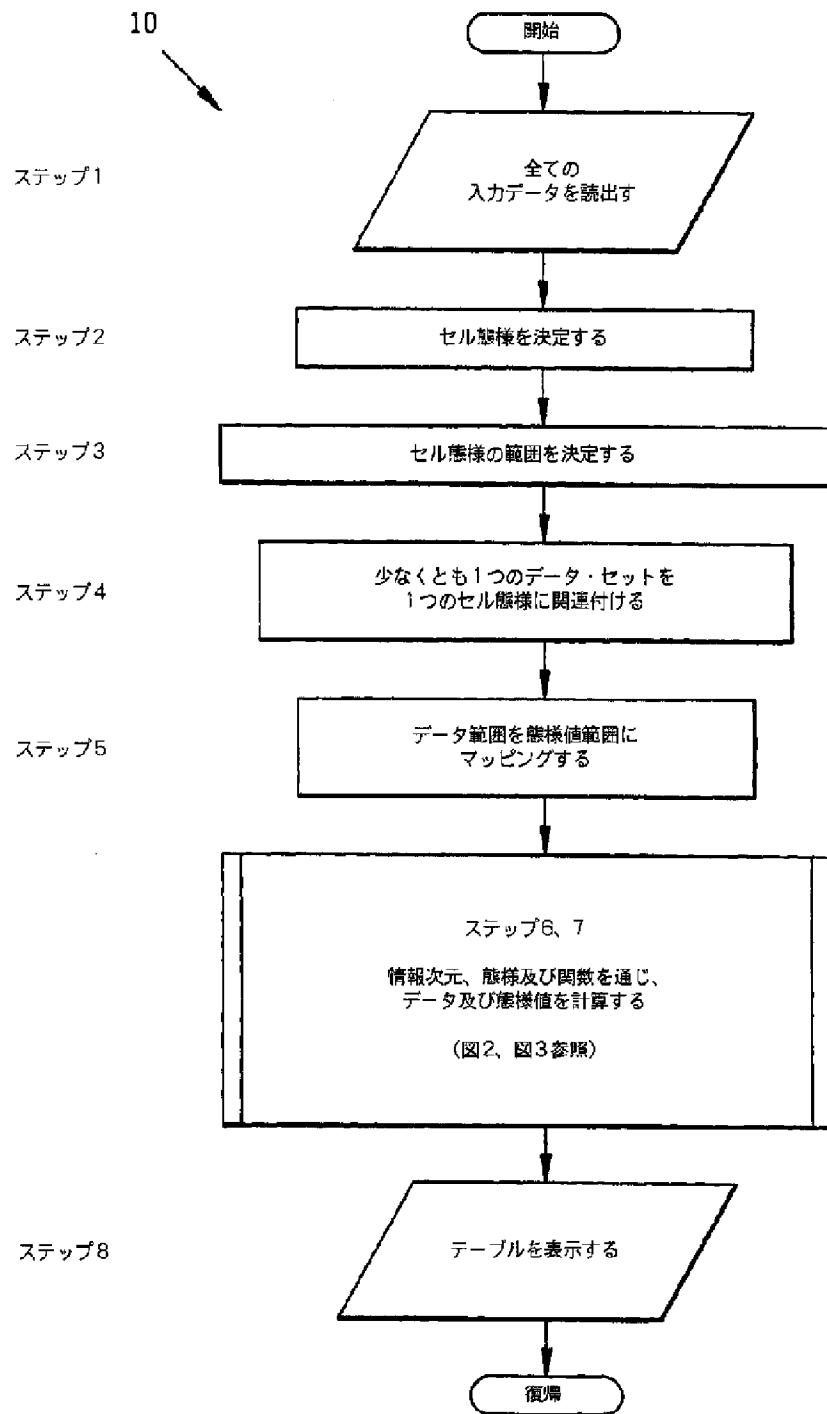 10
開始
ステップ1
全ての
入力データを読出す
ステップ2
セル態様を決定する
ステップ3
セル態様の範囲を決定する
ステップ4
少なくとも1つのデータ・セットを
1つのセル態様に関連付ける
ステップ5
データ範囲を態様値範囲に
マッピングする
ステップ6、7
情報次元、態様及び関数を通じ、
データ及び態様値を計算する
(図2、図3参照)
ステップ8
テーブルを表示する
復帰